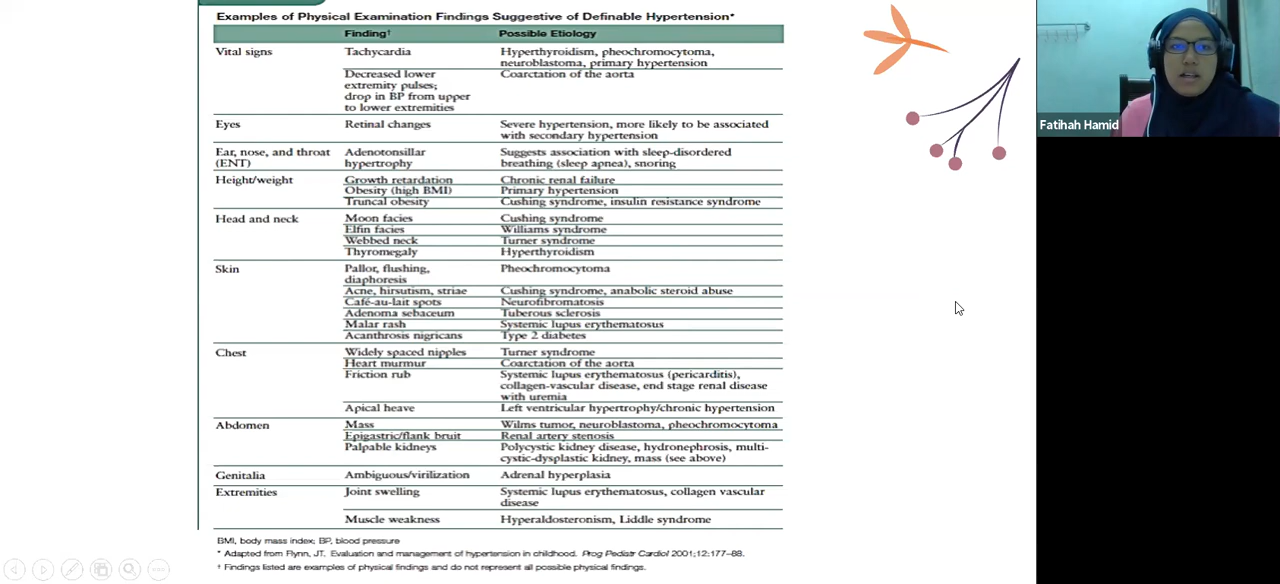 Examples of Physical Examination Findings Suggestive of Definable Hypertension*
Finding† Possible Etiology
Vital signs Tachycardia Hyperthyroidism, pheochromocytoma,
neuroblastoma, primary hypertension
Decreased lower Coarctation of the aorta
extremity pulses;
drop in BP from upper
to lower extremities
Eyes Retinal changes Severe hypertension, more likely to be associated
with secondary hypertension
Ear, nose, and throat Adenotonsillar Suggests association with sleep-disordered
(ENT) hypertrophy breathing (sleep apnea), snoring
Height/weight Growth retardation Chronic renal failure
Obesity (high BMI) Primary hypertension
Truncal obesity Cushing syndrome, insulin resistance syndrome
Head and neck Moon facies Cushing syndrome
Elfin facies Williams syndrome
Webbed neck Turner syndrome
Thyromegaly Hyperthyroidism
Skin Pallor, flushing, Pheochromocytoma
diaphoresis
Acne, hirsutism, striae Cushing syndrome, anabolic steroid abuse
Café-au-lait spots Neurofibromatosis
Adenoma sebaceum Tuberous sclerosis
Malar rash Systemic lupus erythematosus
Acanthrosis nigricans Type 2 diabetes
Chest Widely spaced nipples Turner syndrome
Heart murmur Coarctation of the aorta
Friction rub Systemic lupus erythematosus (pericarditis),
collagen-vascular disease, end stage renal disease
with uremia
Apical heave Left ventricular hypertrophy/chronic hypertension
Abdomen Mass Wilms tumor, neuroblastoma, pheochromocytoma
Epigastric/flank bruit Renal artery stenosis
Palpable kidneys Polycystic kidney disease, hydronephrosis, multi-
cystic-dysplastic kidney, mass (see above)
Genitalia Ambiguous/virilization Adrenal hyperplasia
Extremities Joint swelling Systemic lupus erythematosus, collagen vascular
disease
Muscle weakness Hyperaldosteronism, Liddle syndrome
BMI, body mass index; BP, blood pressure
* Adapted from Flynn, JT. Evaluation and management of hypertension in childhood. Prog Pediatr Cardiol 2001;12:177–88.
† Findings listed are examples of physical findings and do not represent all possible physical findings.
Fatihah Hamid